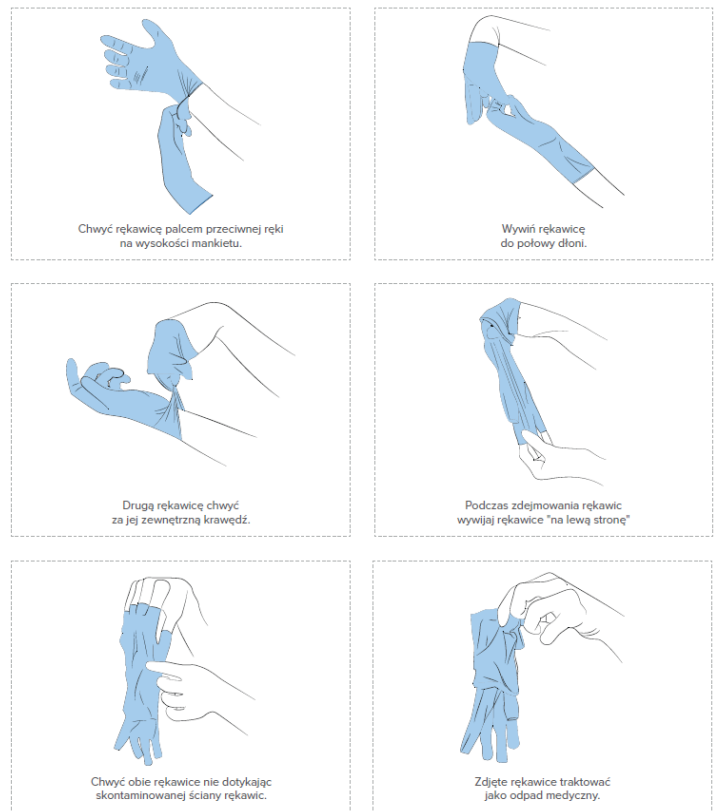 Chwyć rękawicę palcem przeciwnej ręki
na wysokości mankietu.
Wywiń rękawicę
do połowy dłoni.
Drugą rękawicę chwyć
za jej zewnętrzną krawędź.
Podczas zdejmowania rękawic
wywijaj rękawice "na lewą stronę"
Chwyć obie rękawice nie dotykając
skontaminowanej ściany rękawic.
Zdjęte rękawice traktować
jako odpad medyczny.